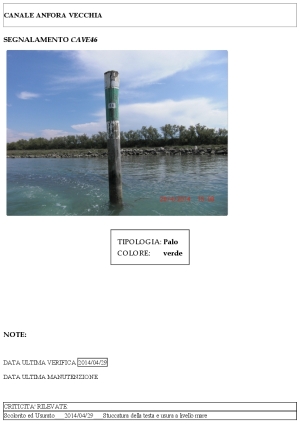 CANALE ANFORA VECCHIA
SEGNALAMENTO CAVE46
TIPOLOGIA: Palo
COLORE: verde
NOTE:
DATA ULTIMA VERIFICA 2014/04/29
DATA ULTIMA MANUTENZIONE
CRITICITA' RILEVATE
Scolorito ed Usurato 2014/04/29 Stuccatura della testa e usura a livello mare